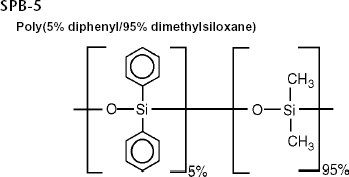 SPB-5
Poly(5% diphenyl/95% dimethylsiloxane)
CH3
O Si O Si
CH3
5% 95%